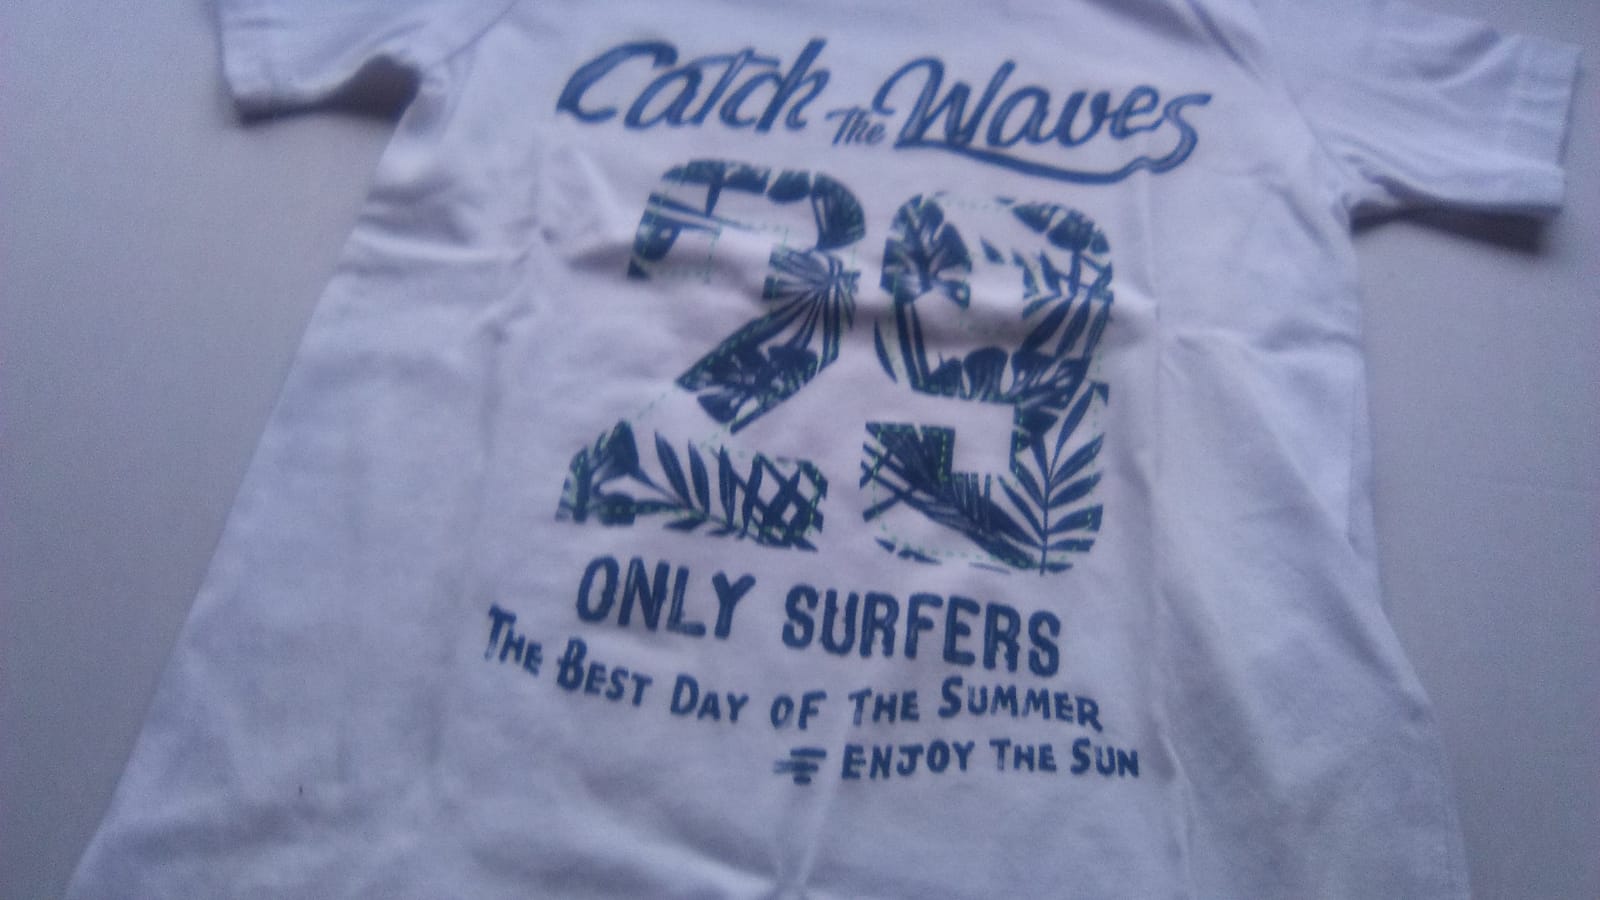 Catch The Waves
29
ONLY SURFERS
THE BEST DAY OF THE SUMMER
ENJOY THE SUN